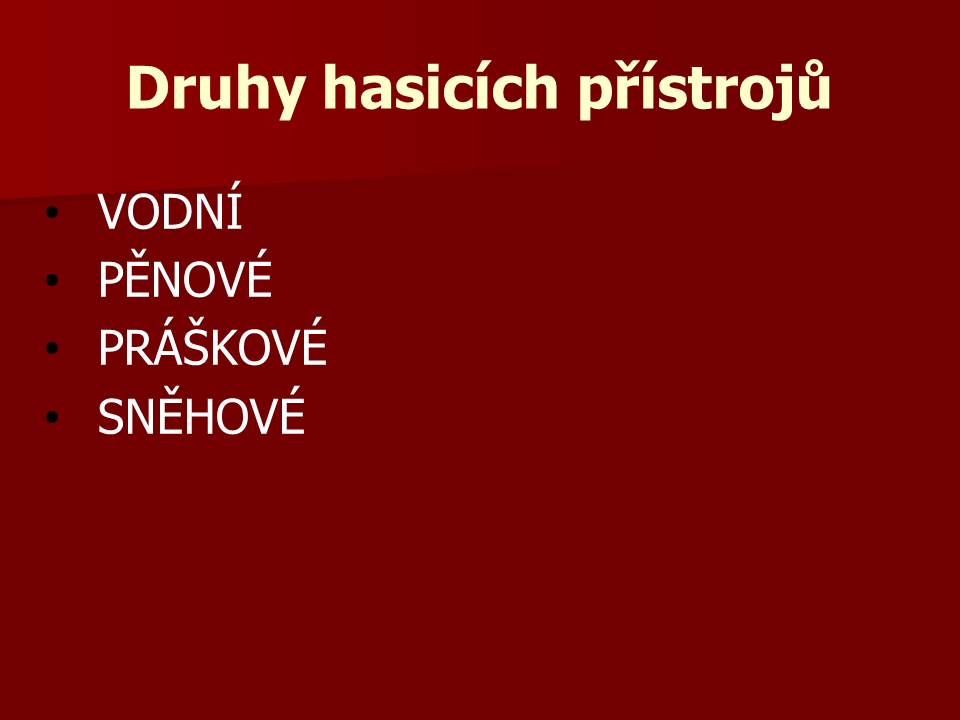 Druhy hasicích přístrojů
• VODNÍ
• PĚNOVÉ
• PRÁŠKOVÉ
• SNĚHOVÉ